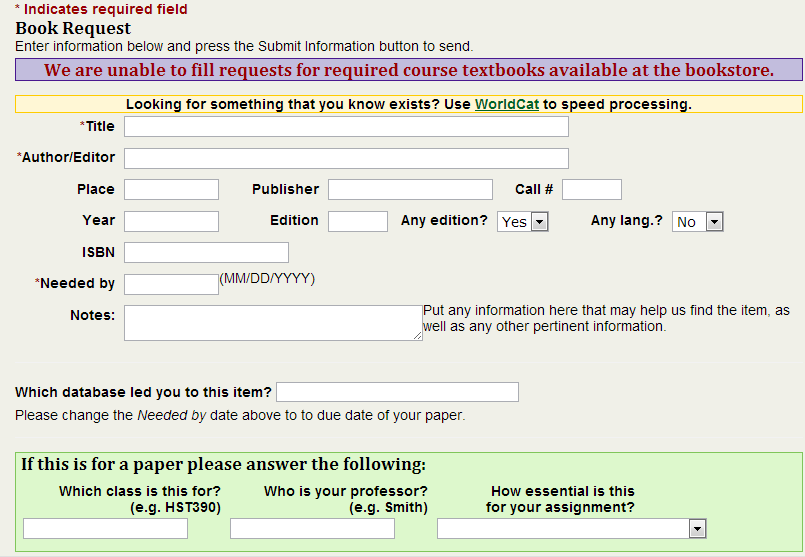 * Indicates required field
Book Request
Enter information below and press the Submit Information button to send.
We are unable to fill requests for required course textbooks available at the bookstore.
Looking for something that you know exists? Use WorldCat to speed processing.
*Title
*Author/Editor
Place Publisher Call #
Year Edition Any edition? Yes Any lang.? No
ISBN
*Needed by (MM/DD/YYYY)
Notes: Put any information here that may help us find the item, as
well as any other pertinent information.
Which database led you to this item?
Please change the Needed by date above to to due date of your paper.
If this is for a paper please answer the following:
Which class is this for? Who is your professor? How essential is this
(e.g. HST390) (e.g. Smith) for your assignment?